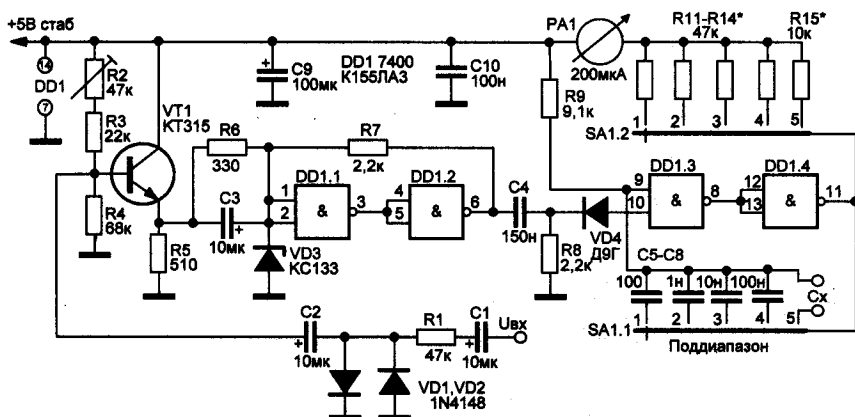 +5В стаб
PA1
R11-R14*
47к
R15*
10к
14
DD1
7
R2
47к
R3
22к
R4
68к
VT1
КТ315
R5
510
+
C9
100мк
DD1 7400
К155ЛА3
C10
100н
200мкА
R9
9,1к
1
2
3
4
5
SA1.2
R6
330
R7
2,2к
C3
+
10мк
VD3
КС133
DD1.1
1
2
&
3
DD1.2
4
5
&
6
C4
150н
R8
2,2к
VD4
Д9Г
DD1.3
9
10
&
8
DD1.4
12
13
&
11
C5-C8
100
1н
10н
100н
Cx
SA1.1
1
2
3
4
5
Поддиапазон
C2
+
10мк
R1
47к
C1
+
10мк
Uвх
VD1,VD2
1N4148